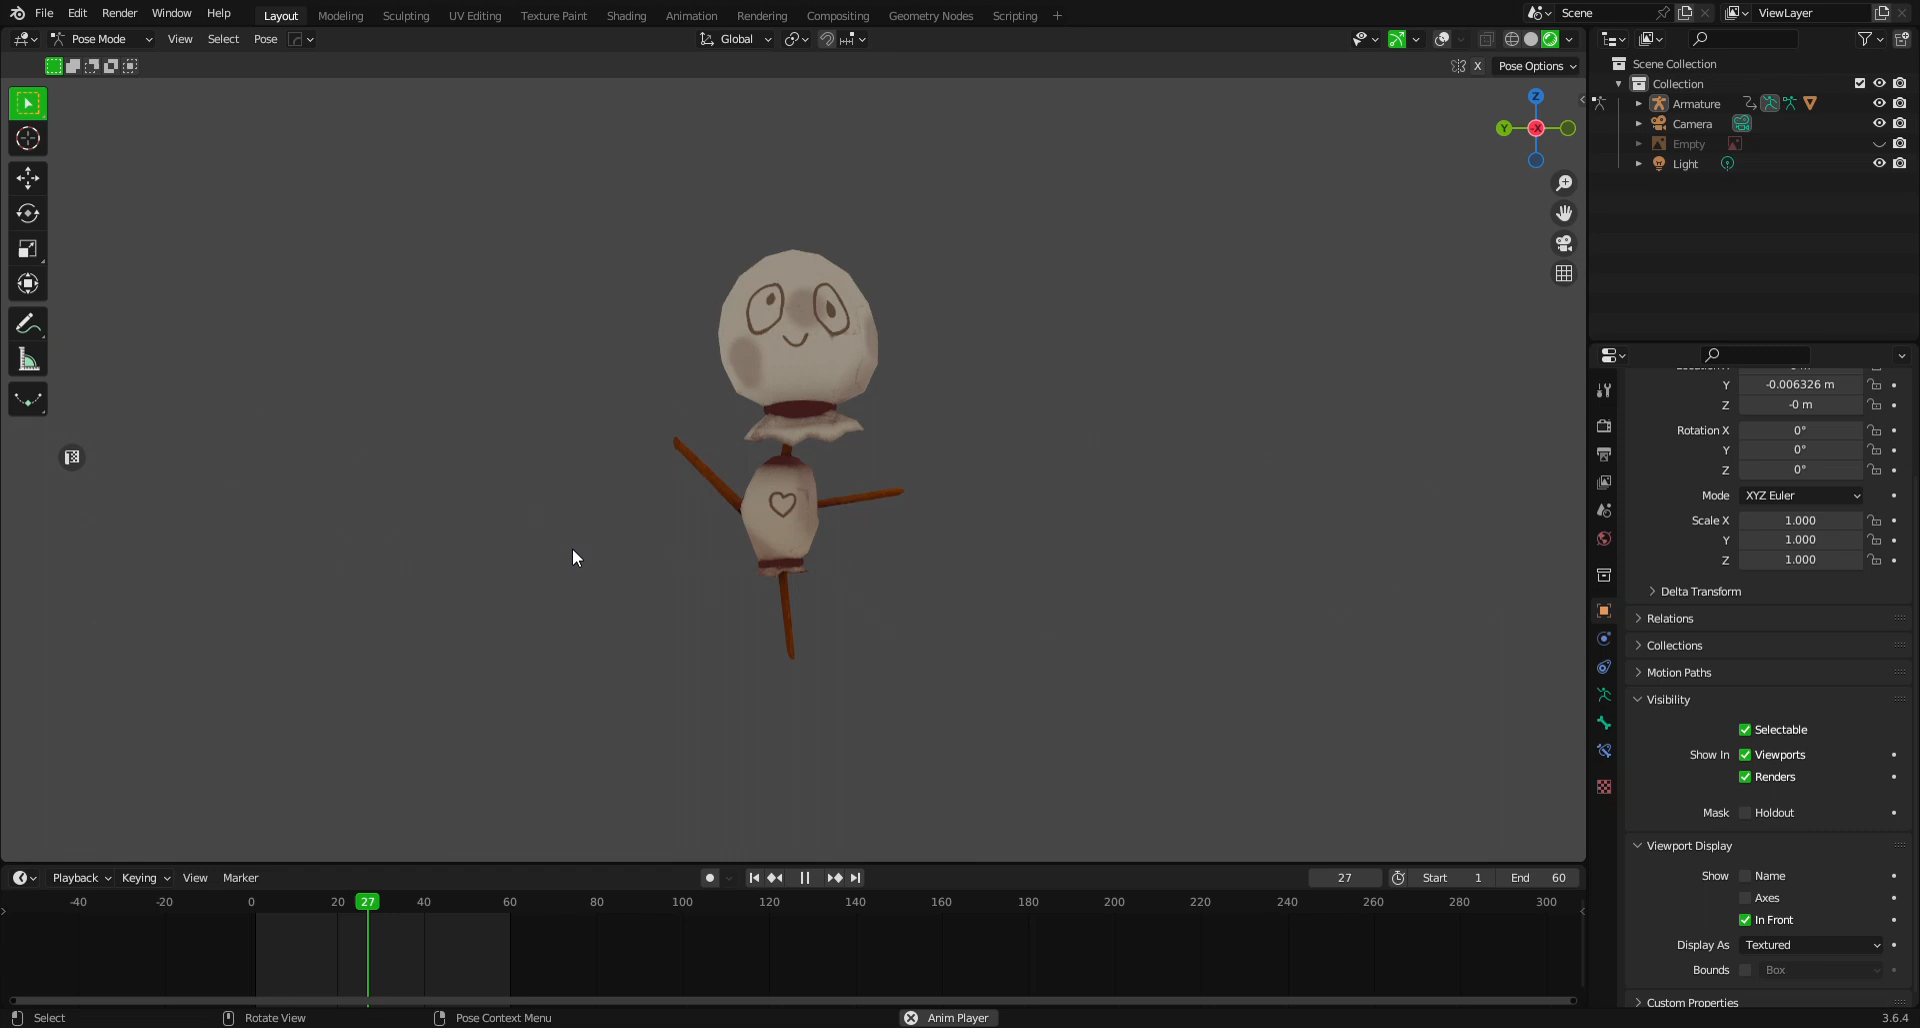 File Edit Render Window Help Layout Modeling Sculpting UV Editing Texture Paint Shading Animation Rendering Compositing Geometry Nodes Scripting + Scene ViewLayer
Pose Mode View Select Pose Global
X Pose Options
Z
Y -X
Scene Collection
Collection
Armature
Camera
Empty
Light
Y -0.006326 m
Z -0 m
Rotation X 0°
Y 0°
Z 0°
Mode XYZ Euler
Scale X 1.000
Y 1.000
Z 1.000
Delta Transform
Relations
Collections
Motion Paths
Visibility
Selectable
Show In Viewports
Renders
Mask Holdout
Viewport Display
Show Name
Axes
In Front
Display As Textured
Bounds Box
Custom Properties
Playback Keying View Marker 27 Start 1 End 60
-40 -20 0 20 27 40 60 80 100 120 140 160 180 200 220 240 260 280 300
Select Rotate View Pose Context Menu Anim Player 3.6.4